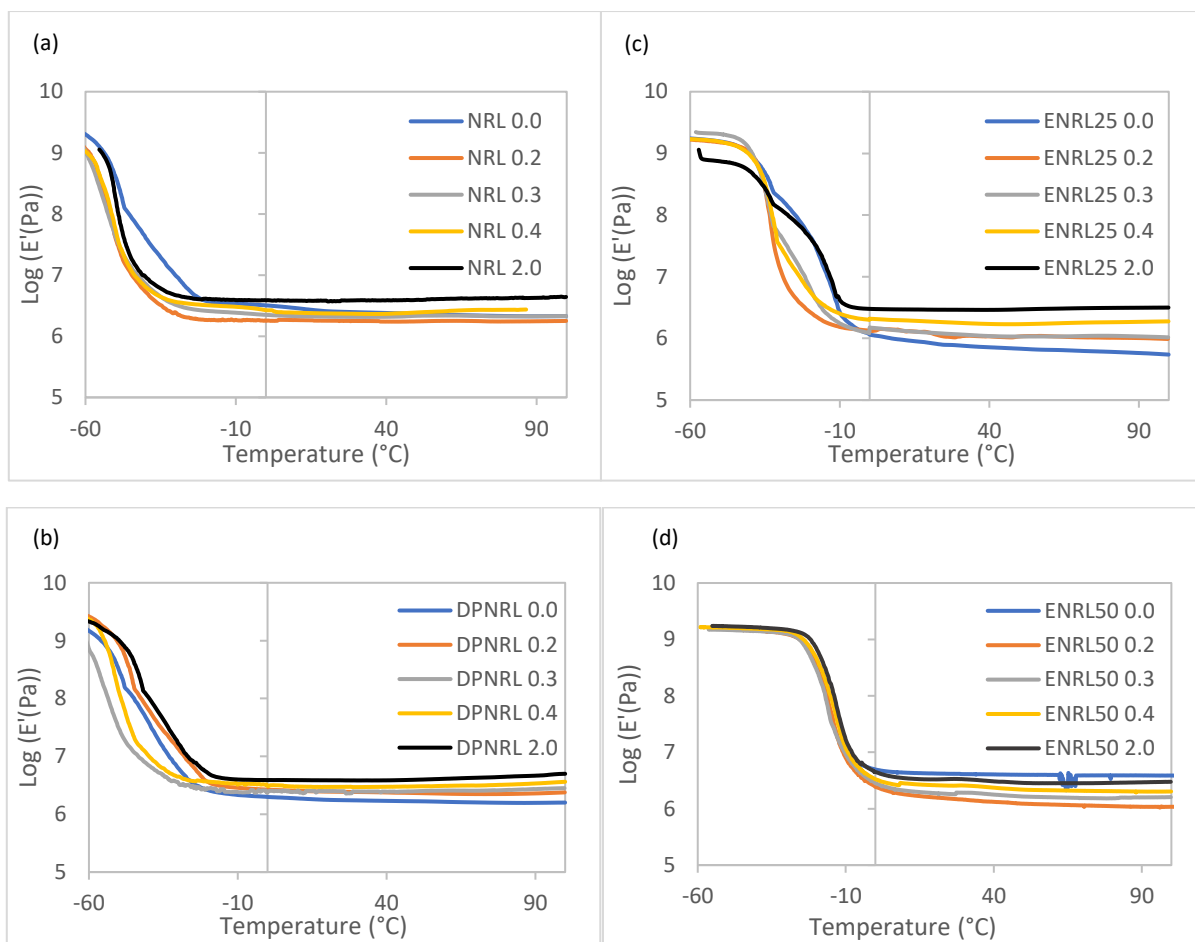 (a)
10
9
8
7
6
5
Log (E'(Pa))
-60
-10
40
90
Temperature (°C)
NRL 0.0
NRL 0.2
NRL 0.3
NRL 0.4
NRL 2.0
(c)
10
9
8
7
6
5
Log (E'(Pa))
-60
-10
40
90
Temperature (°C)
ENRL25 0.0
ENRL25 0.2
ENRL25 0.3
ENRL25 0.4
ENRL25 2.0
(b)
10
9
8
7
6
5
Log (E'(Pa))
-60
-10
40
90
Temperature (°C)
DPNRL 0.0
DPNRL 0.2
DPNRL 0.3
DPNRL 0.4
DPNRL 2.0
(d)
10
9
8
7
6
5
Log (E'(Pa))
-60
-10
40
90
Temperature (°C)
ENRL50 0.0
ENRL50 0.2
ENRL50 0.3
ENRL50 0.4
ENRL50 2.0